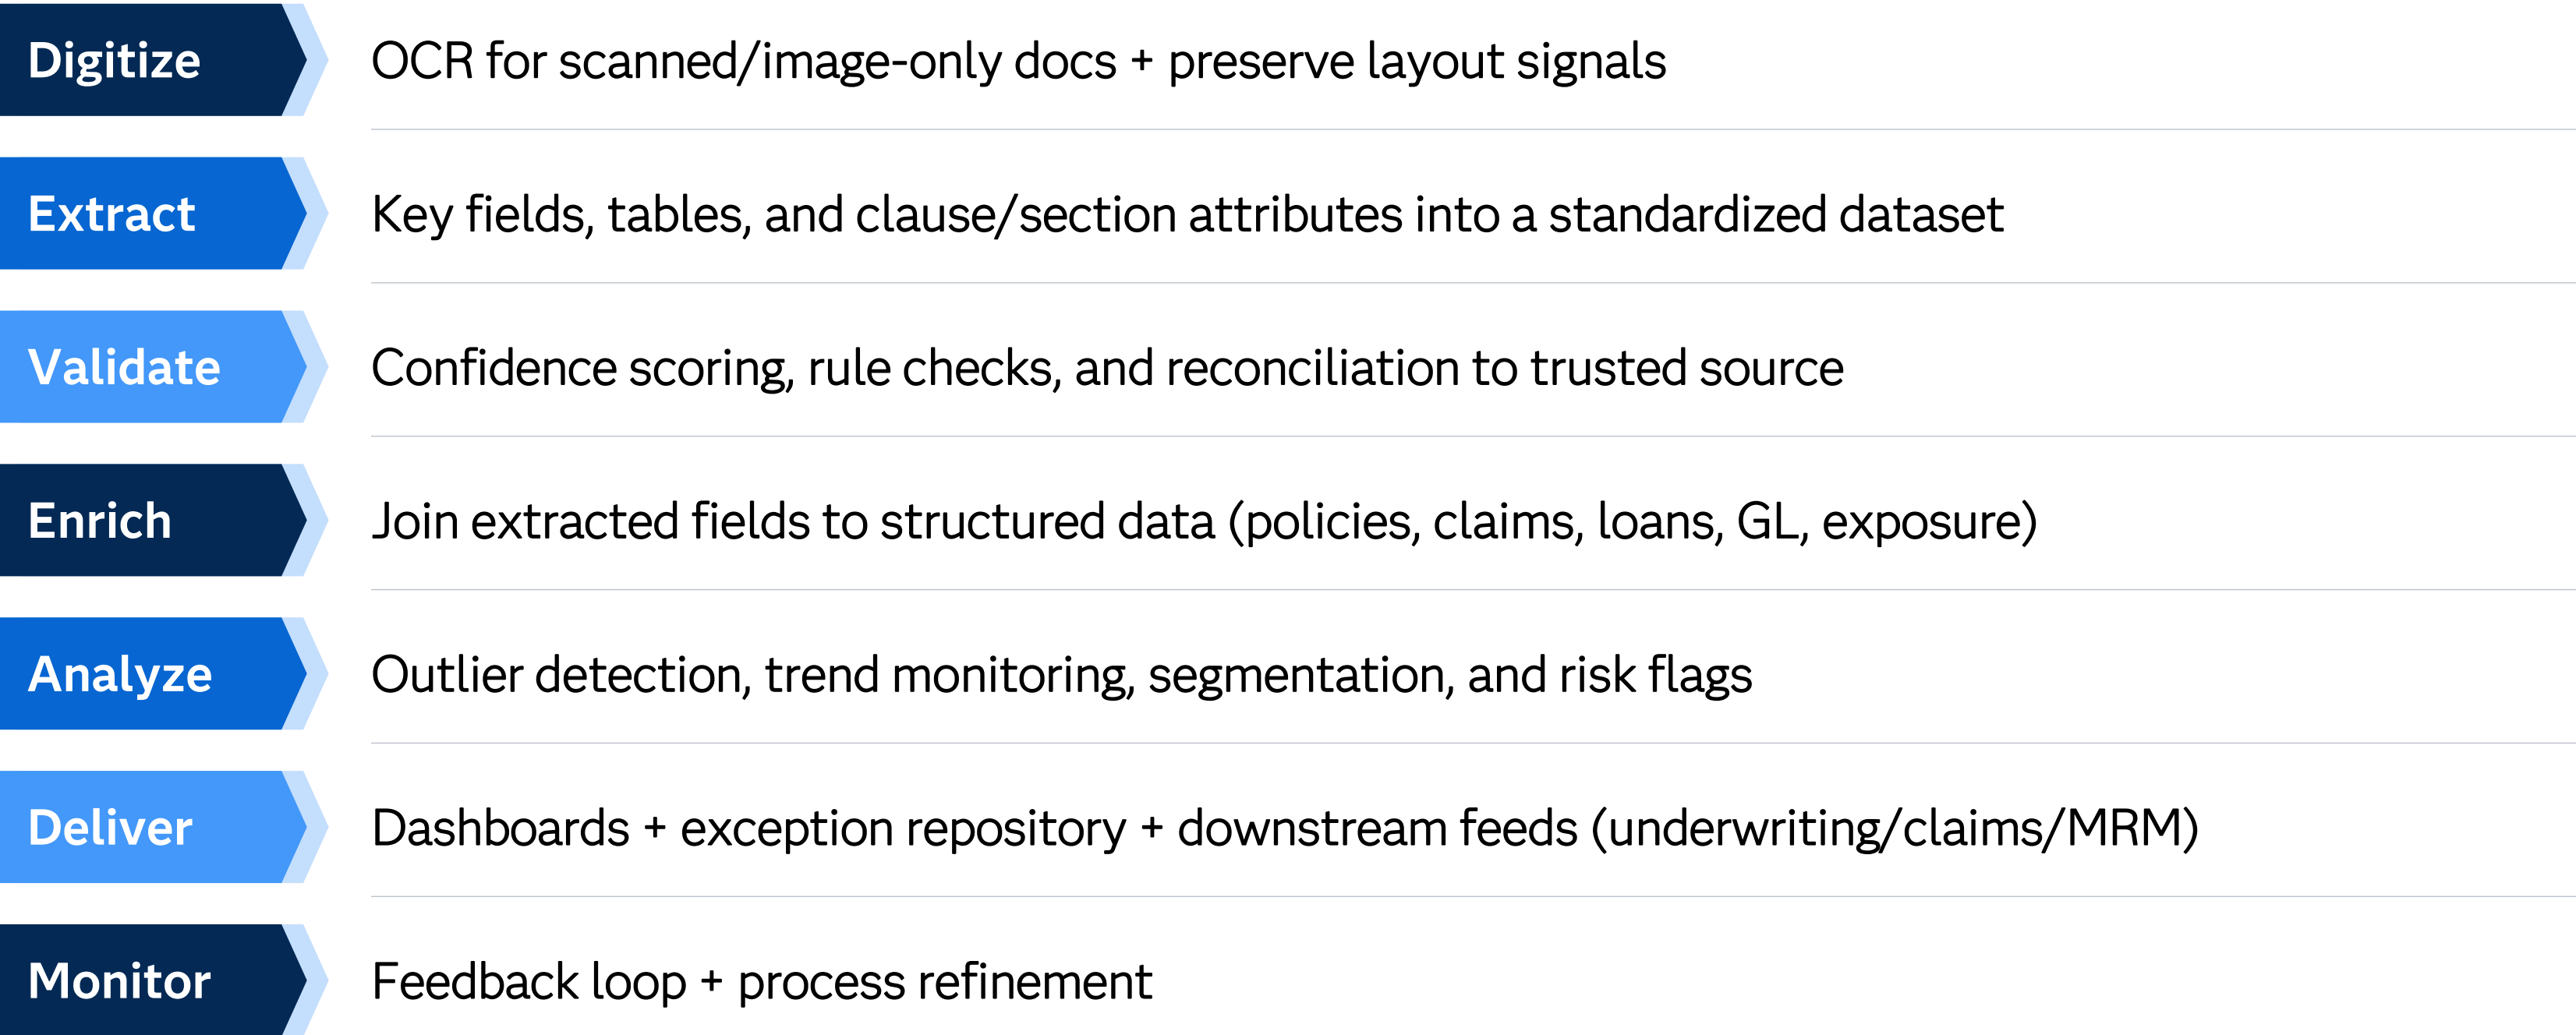 Digitize
OCR for scanned/image-only docs + preserve layout signals
Extract
Key fields, tables, and clause/section attributes into a standardized dataset
Validate
Confidence scoring, rule checks, and reconciliation to trusted source
Enrich
Join extracted fields to structured data (policies, claims, loans, GL, exposure)
Analyze
Outlier detection, trend monitoring, segmentation, and risk flags
Deliver
Dashboards + exception repository + downstream feeds (underwriting/claims/MRM)
Monitor
Feedback loop + process refinement